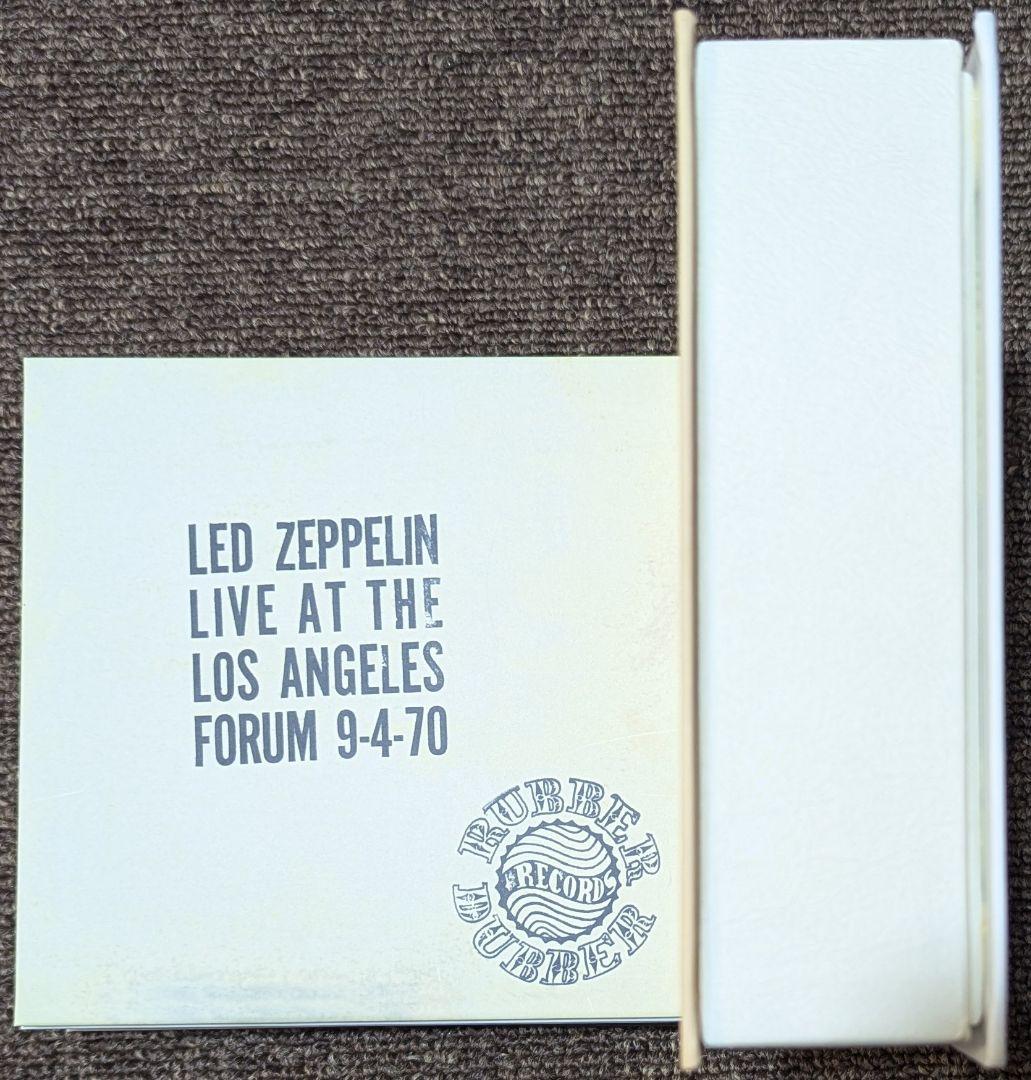 LED ZEPPELIN
LIVE AT THE
LOS ANGELES
FORUM 9-4-70
RUBBER
RECORDS
DUBBER